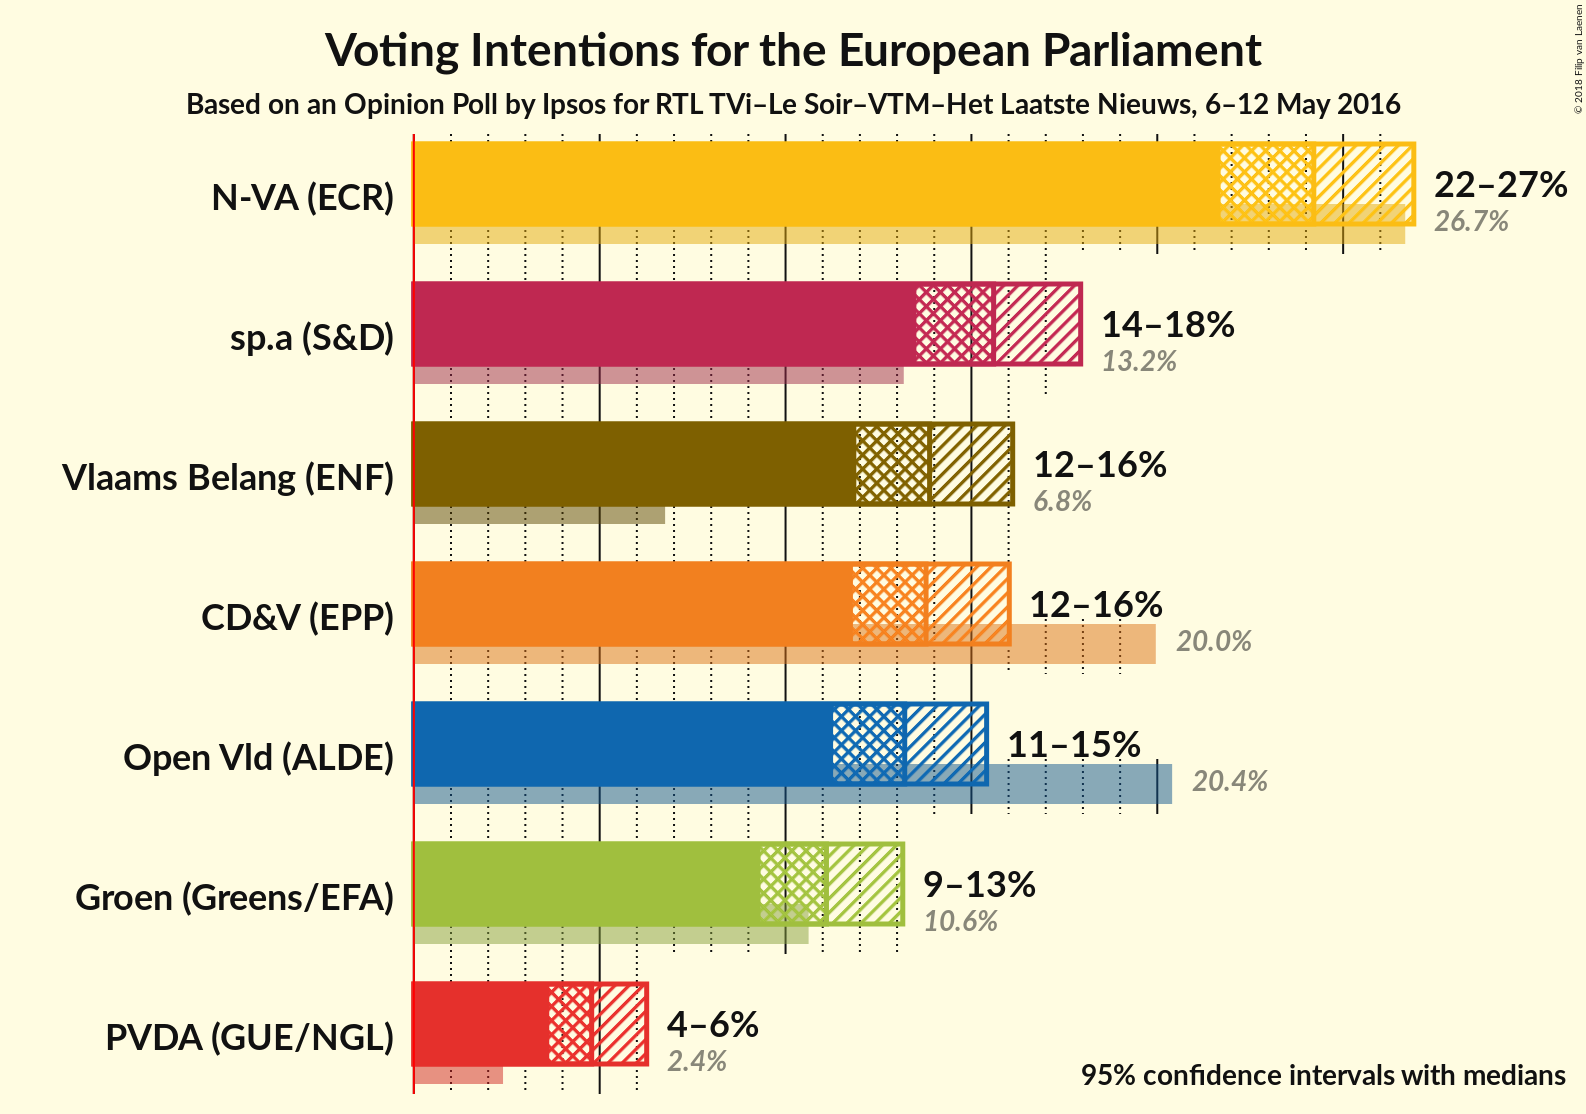 Voting Intentions for the European Parliament
Based on an Opinion Poll by Ipsos for RTL TVi–Le Soir–VTM–Het Laatste Nieuws, 6–12 May 2016
© 2018 Filip van Laenen
N-VA (ECR)
22–27%
26.7%
sp.a (S&D)
14–18%
13.2%
Vlaams Belang (ENF)
12–16%
6.8%
CD&V (EPP)
12–16%
20.0%
Open Vld (ALDE)
11–15%
20.4%
Groen (Greens/EFA)
9–13%
10.6%
PVDA (GUE/NGL)
4–6%
2.4%
95% confidence intervals with medians